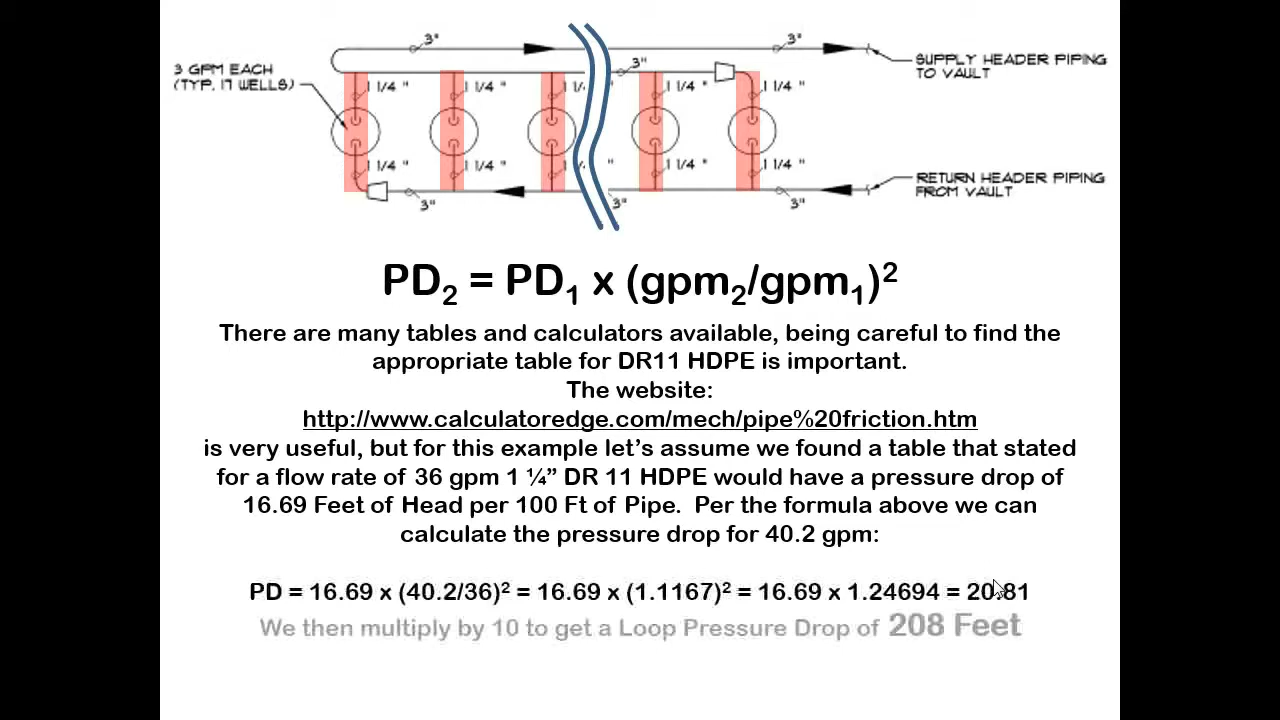 3"
3"
3 GPM EACH
(TYP. 17 WELLS)
3"
SUPPLY HEADER PIPING
TO VAULT
1 1/4 "
1 1/4 "
1 1/
1 1/4 "
1 1/4 "
1 1/4 "
1 1/4 "
1 1/
"
1 1/4 "
1 1/4 "
RETURN HEADER PIPING
FROM VAULT
3"
3"
3"
PD2 = PD1 x (gpm2/gpm1)2
There are many tables and calculators available, being careful to find the
appropriate table for DR11 HDPE is important.
The website:
http://www.calculatoredge.com/mech/pipe%20friction.htm
is very useful, but for this example let's assume we found a table that stated
for a flow rate of 36 gpm 1 ¼” DR 11 HDPE would have a pressure drop of
16.69 Feet of Head per 100 Ft of Pipe. Per the formula above we can
calculate the pressure drop for 40.2 gpm:
PD = 16.69 x (40.2/36)2 = 16.69 x (1.1167)2 = 16.69 x 1.24694 = 20.81
We then multiply by 10 to get a Loop Pressure Drop of 208 Feet